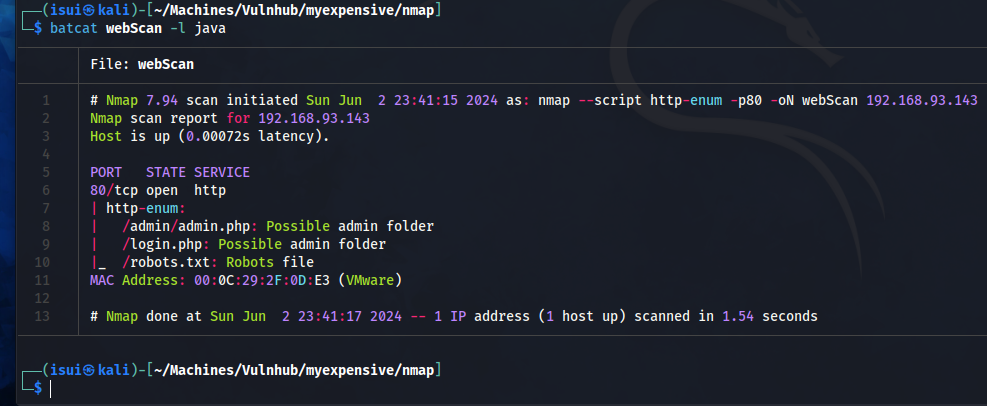 ┌──(isui㉿kali)-[~/Machines/Vulnhub/myexpensive/nmap]
└─$ batcat webScan -l java
File: webScan
1 # Nmap 7.94 scan initiated Sun Jun  2 23:41:15 2024 as: nmap --script http-enum -p80 -oN webScan 192.168.93.143
2 Nmap scan report for 192.168.93.143
3 Host is up (0.00072s latency).
4
5 PORT   STATE SERVICE
6 80/tcp open  http
7 | http-enum:
8 |   /admin/admin.php: Possible admin folder
9 |   /login.php: Possible admin folder
10 |_  /robots.txt: Robots file
11 MAC Address: 00:0C:29:2F:0D:E3 (VMware)
12
13 # Nmap done at Sun Jun  2 23:41:17 2024 -- 1 IP address (1 host up) scanned in 1.54 seconds
┌──(isui㉿kali)-[~/Machines/Vulnhub/myexpensive/nmap]
└─$